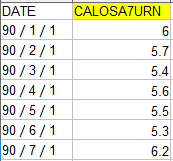 DATE CALOSA7URN
90 / 1 / 1 6
90 / 2 / 1 5.7
90 / 3 / 1 5.4
90 / 4 / 1 5.6
90 / 5 / 1 5.5
90 / 6 / 1 5.3
90 / 7 / 1 6.2